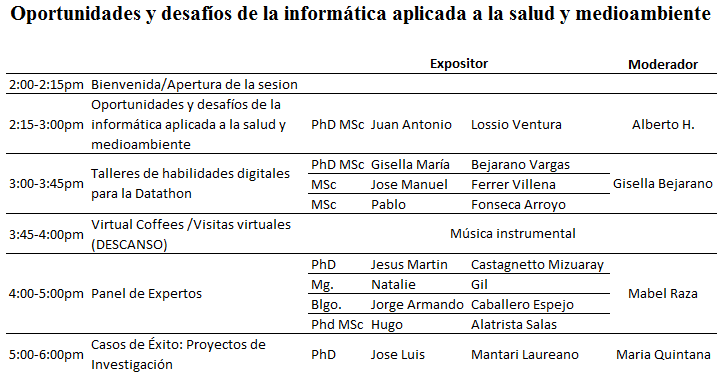 Oportunidades y desafíos de la informática aplicada a la salud y medioambiente
Expositor Moderador
2:00-2:15pm Bienvenida/Apertura de la sesion
Oportunidades y desafíos de la
2:15-3:00pm informática aplicada a la salud y PhD MSc Juan Antonio Lossio Ventura Alberto H.
medioambiente
PhD MSc Gisella María Bejarano Vargas
3:00-3:45pm Talleres de habilidades digitales para la Datathon MSc Jose Manuel Ferrer Villena Gisella Bejarano
MSc Pablo Fonseca Arroyo
3:45-4:00pm Virtual Coffees /Visitas virtuales (DESCANSO) Música instrumental
PhD Jesus Martin Castagnetto Mizuaray
Mg. Natalie Gil
4:00-5:00pm Panel de Expertos Mabel Raza
Blgo. Jorge Armando Caballero Espejo
Phd MSc Hugo Alatrista Salas
5:00-6:00pm Casos de Éxito: Proyectos de Investigación PhD Jose Luis Mantari Laureano Maria Quintana